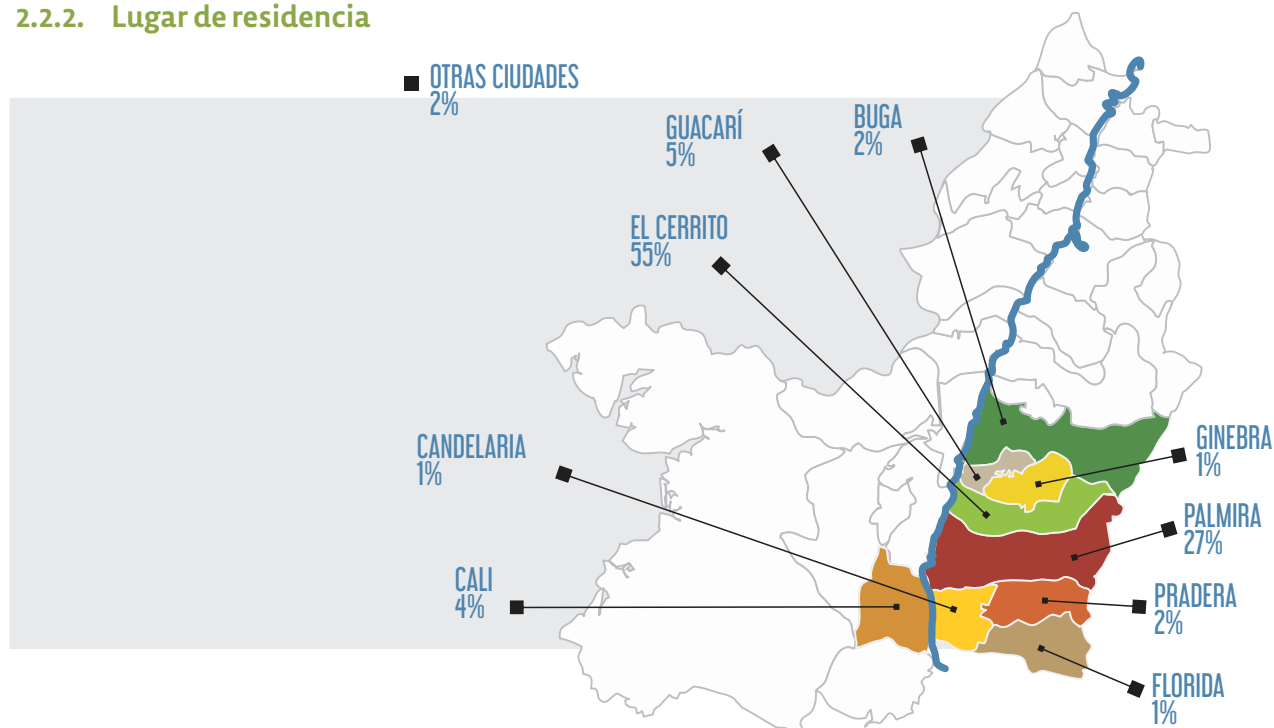 2.2.2. Lugar de residencia
OTRAS CIUDADES
2%
GUACARÍ
5%
BUGA
2%
EL CERRITO
55%
CANDELARIA
1%
GINEBRA
1%
PALMIRA
27%
CALI
4%
PRADERA
2%
FLORIDA
1%